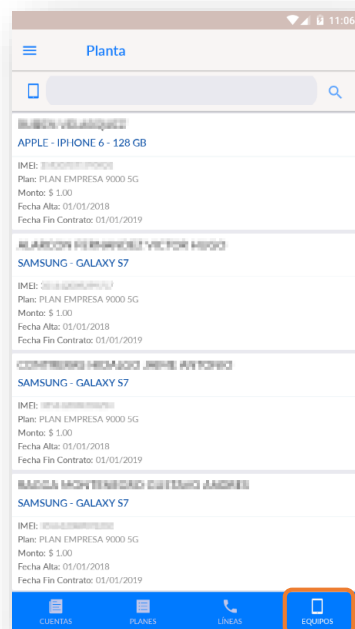 11:06
Planta
APPLE - IPHONE 6 - 128 GB
IMEI:
Plan: PLAN EMPRESA 9000 5G
Monto: $ 1.00
Fecha Alta: 01/01/2018
Fecha Fin Contrato: 01/01/2019
SAMSUNG - GALAXY S7
IMEI:
Plan: PLAN EMPRESA 9000 5G
Monto: $ 1.00
Fecha Alta: 01/01/2018
Fecha Fin Contrato: 01/01/2019
SAMSUNG - GALAXY S7
IMEI:
Plan: PLAN EMPRESA 9000 5G
Monto: $ 1.00
Fecha Alta: 01/01/2018
Fecha Fin Contrato: 01/01/2019
SAMSUNG - GALAXY S7
IMEI:
Plan: PLAN EMPRESA 9000 5G
Monto: $ 1.00
Fecha Alta: 01/01/2018
Fecha Fin Contrato: 01/01/2019
CUENTAS PLANES LÍNEAS EQUIPOS